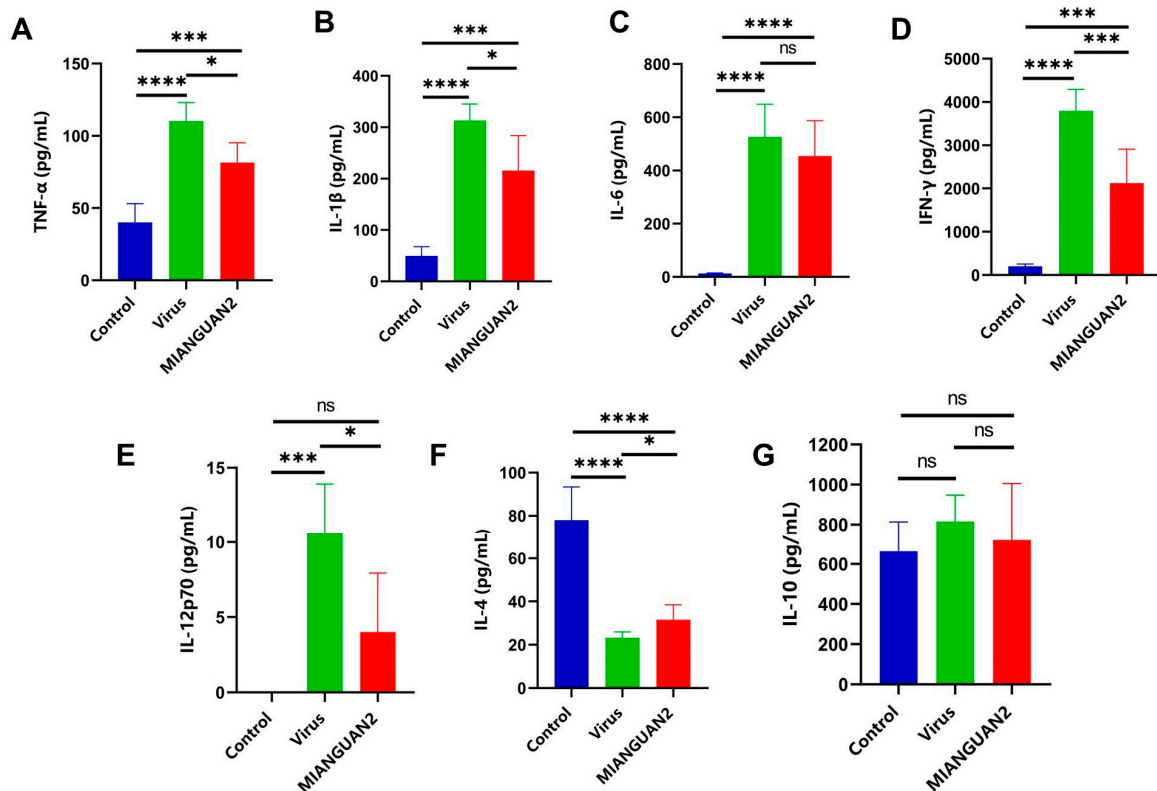 A
TNF-α (pg/mL)
150
100
50
0
***
****
*
Control
Virus
MIANGUAN2
B
IL-1β (pg/mL)
400
300
200
100
0
***
****
*
Control
Virus
MIANGUAN2
C
IL-6 (pg/mL)
800
600
400
200
0
****
****
ns
Control
Virus
MIANGUAN2
D
IFN-γ (pg/mL)
5000
4000
3000
2000
1000
0
***
****
***
Control
Virus
MIANGUAN2
E
IL-12p70 (pg/mL)
15
10
5
0
ns
***
*
Control
Virus
MIANGUAN2
F
IL-4 (pg/mL)
100
80
60
40
20
0
****
****
*
Control
Virus
MIANGUAN2
G
IL-10 (pg/mL)
1200
1000
800
600
400
200
0
ns
ns
ns
Control
Virus
MIANGUAN2